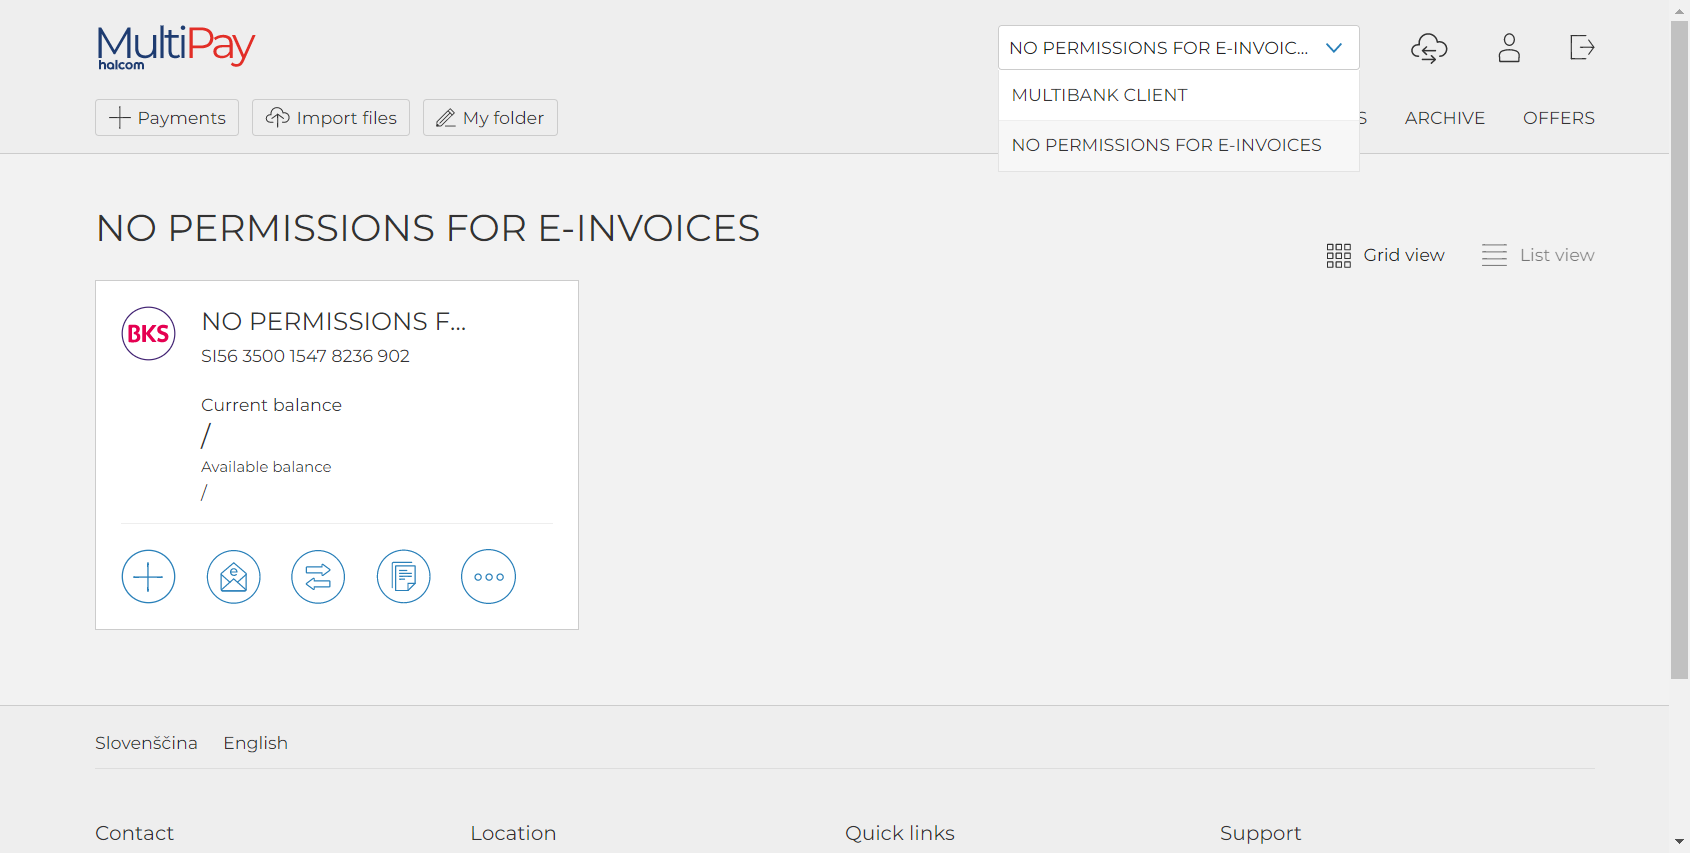 MultiPay
halcom
NO PERMISSIONS FOR E-INVOIC...
MULTIBANK CLIENT
NO PERMISSIONS FOR E-INVOICES
Payments
Import files
My folder
S
ARCHIVE
OFFERS
NO PERMISSIONS FOR E-INVOICES
Grid view
List view
BKS
NO PERMISSIONS F...
SI56 3500 1547 8236 902
Current balance
/
Available balance
/
e
Slovenščina
English
Contact
Location
Quick links
Support